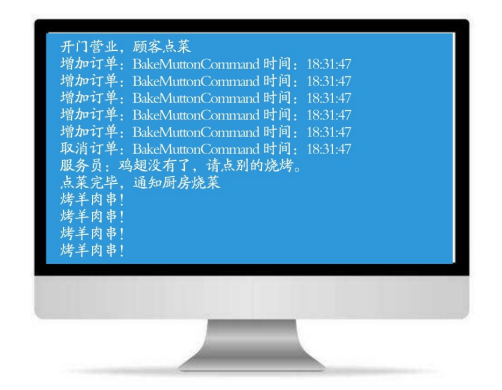 开门营业，顾客点菜
增加订单：BakeMuttonCommand 时间：18:31:47
增加订单：BakeMuttonCommand 时间：18:31:47
增加订单：BakeMuttonCommand 时间：18:31:47
增加订单：BakeMuttonCommand 时间：18:31:47
增加订单：BakeMuttonCommand 时间：18:31:47
取消订单：BakeMuttonCommand 时间：18:31:47
服务员：鸡翅没有了，请点别的烧烤。
点菜完毕，通知厨房烧菜
烤羊肉串！
烤羊肉串！
烤羊肉串！
烤羊肉串！